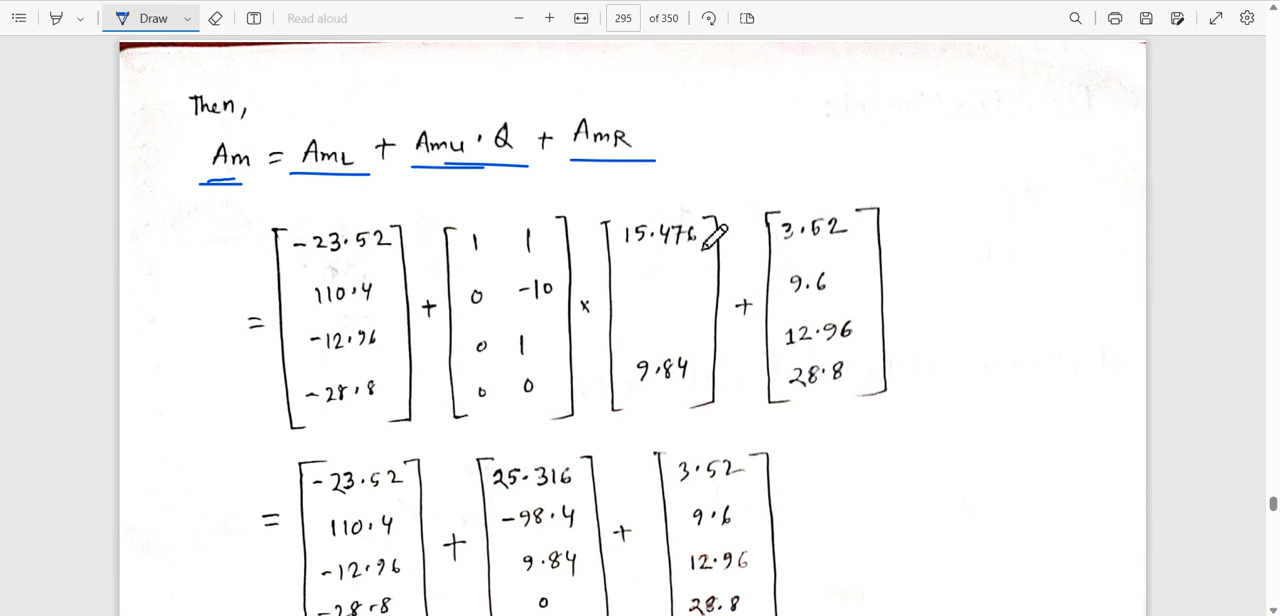 Draw
Read aloud
295 of 350
Then,
Am = AmL + Amu . Q + AmR
= [-23.52 + [1 1 × [15.476] + [3.52
110.4 0 -10 9.6
-12.96 0 1 12.96
-28.8] 0 0] 9.84] 28.8]
= [-23.52 + [25.316 + [3.52
110.4 -98.4 9.6
-12.96 9.84 12.96
-28.8 0 28.8